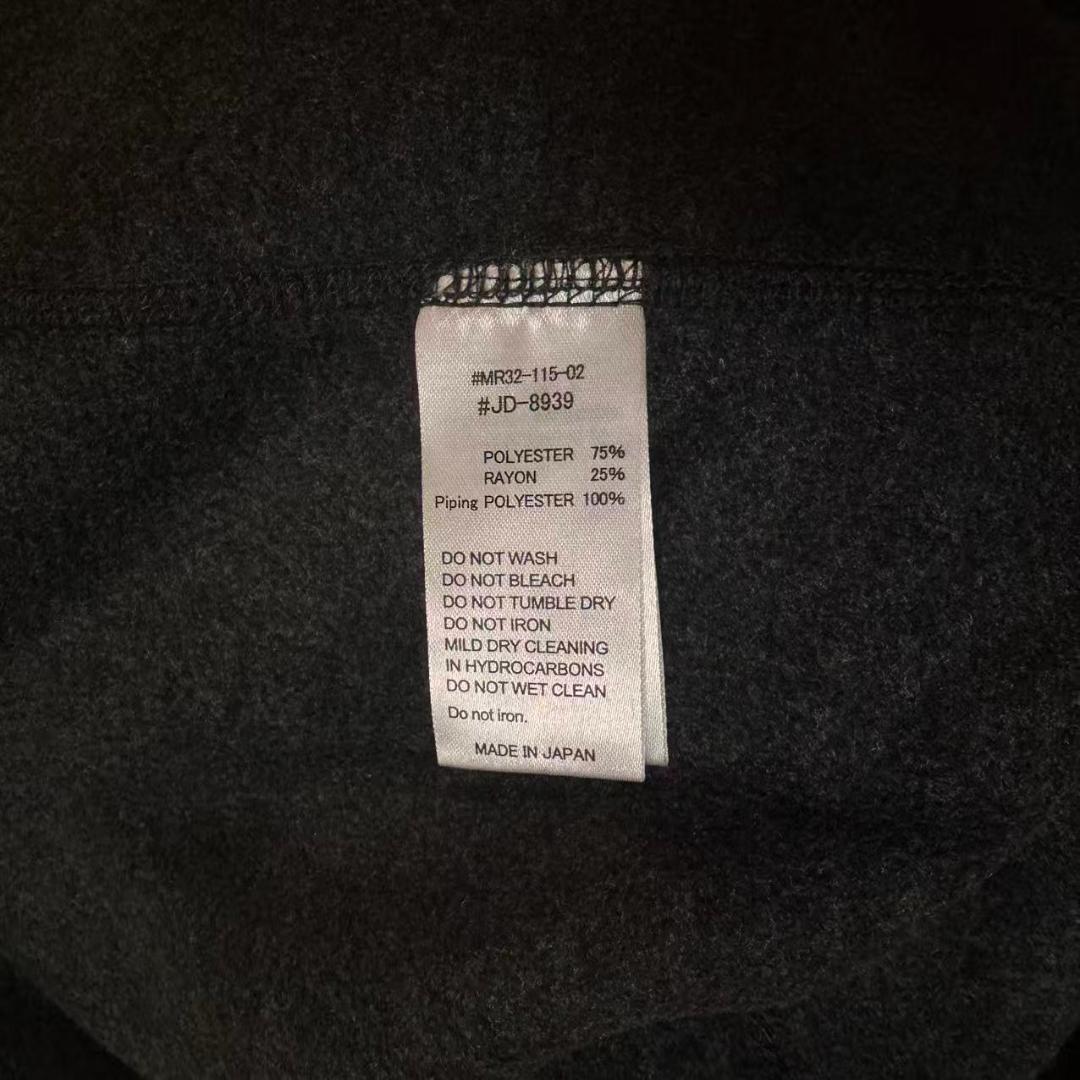 #MR32-115-02
#JD-8939
POLYESTER 75%
RAYON 25%
Piping POLYESTER 100%
DO NOT WASH
DO NOT BLEACH
DO NOT TUMBLE DRY
DO NOT IRON
MILD DRY CLEANING
IN HYDROCARBONS
DO NOT WET CLEAN
Do not iron.
MADE IN JAPAN